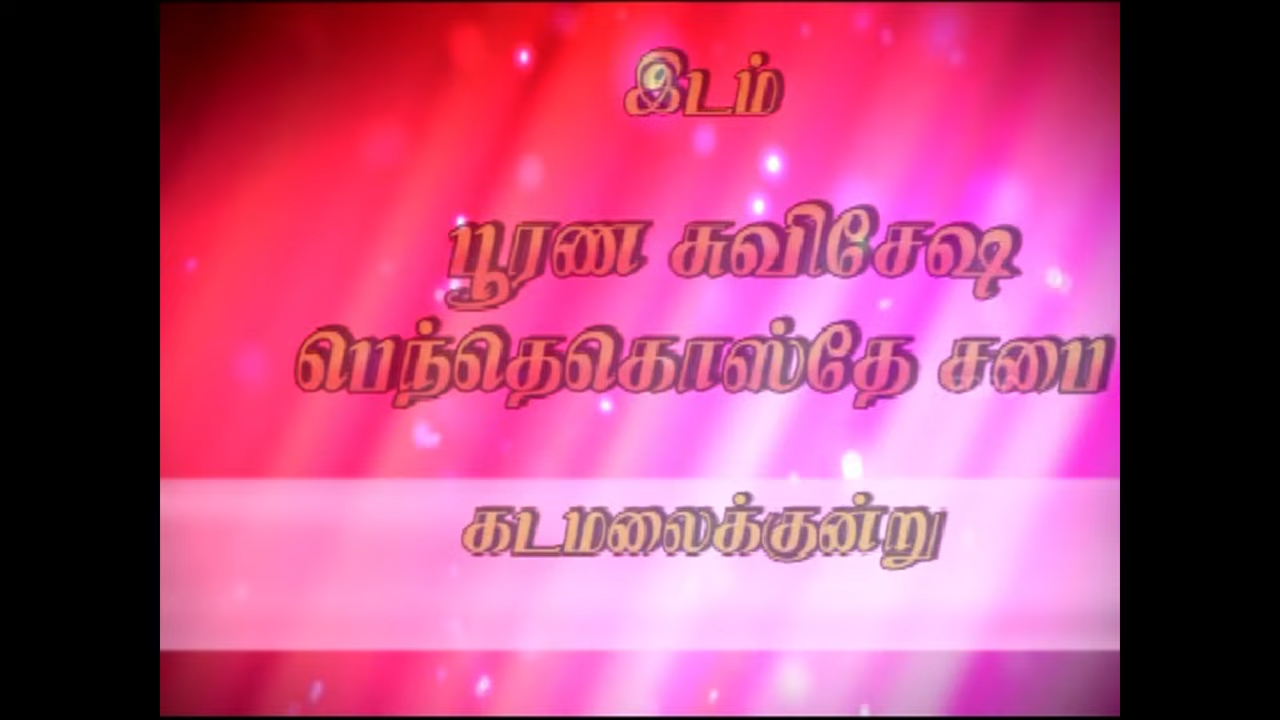 இடம்
பூரண சுவிசேஷ
பெந்தெகொஸ்தே சபை
கடமலைக்குன்று